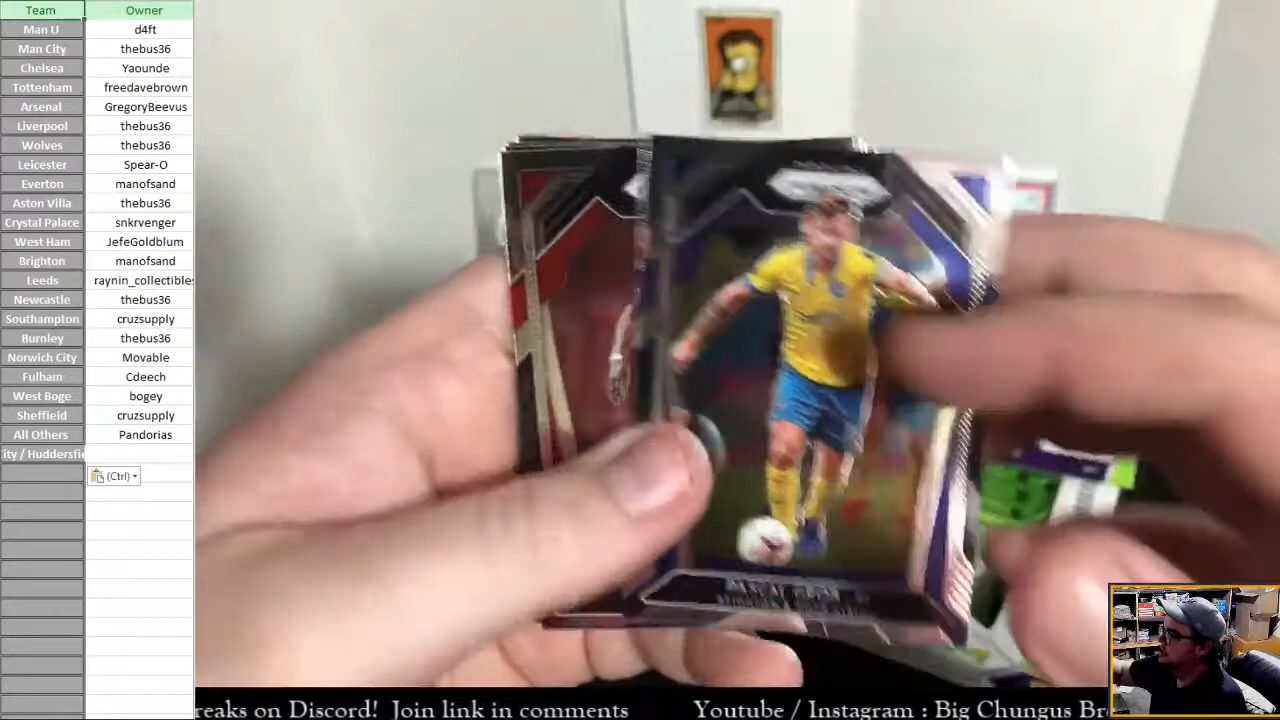 Team Owner
Man U d4ft
Man City thebus36
Chelsea Yaounde
Tottenham freedavebrown
Arsenal GregoryBeevus
Liverpool thebus36
Wolves thebus36
Leicester Spear-O
Everton manofsand
Aston Villa thebus36
Crystal Palace snkrvenger
West Ham JefeGoldblum
Brighton manofsand
Leeds raynin_collectibles
Newcastle thebus36
Southampton cruzsupply
Burnley thebus36
Norwich City Movable
Fulham Cdeech
West Boge bogey
Sheffield cruzsupply
All Others Pandorias
City / Huddersfie
(Ctrl)
reaks on Discord! Join link in comments Youtube / Instagram : Big Chungus Br